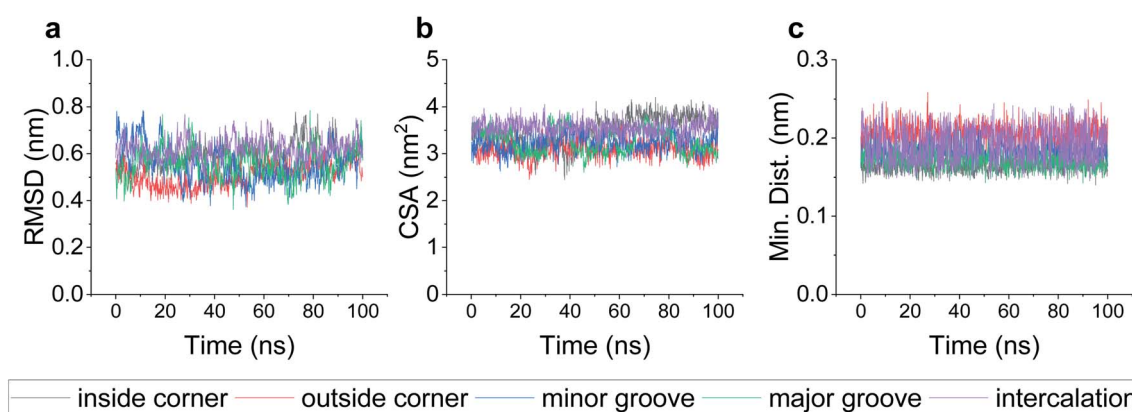 a
RMSD (nm)
1.0
0.8
0.6
0.4
0.2
0.0
0 20 40 60 80 100
Time (ns)
b
CSA (nm2)
5
4
3
2
1
0
0 20 40 60 80 100
Time (ns)
c
Min. Dist. (nm)
0.3
0.2
0.1
0.0
0 20 40 60 80 100
Time (ns)
inside corner outside corner minor groove major groove intercalation